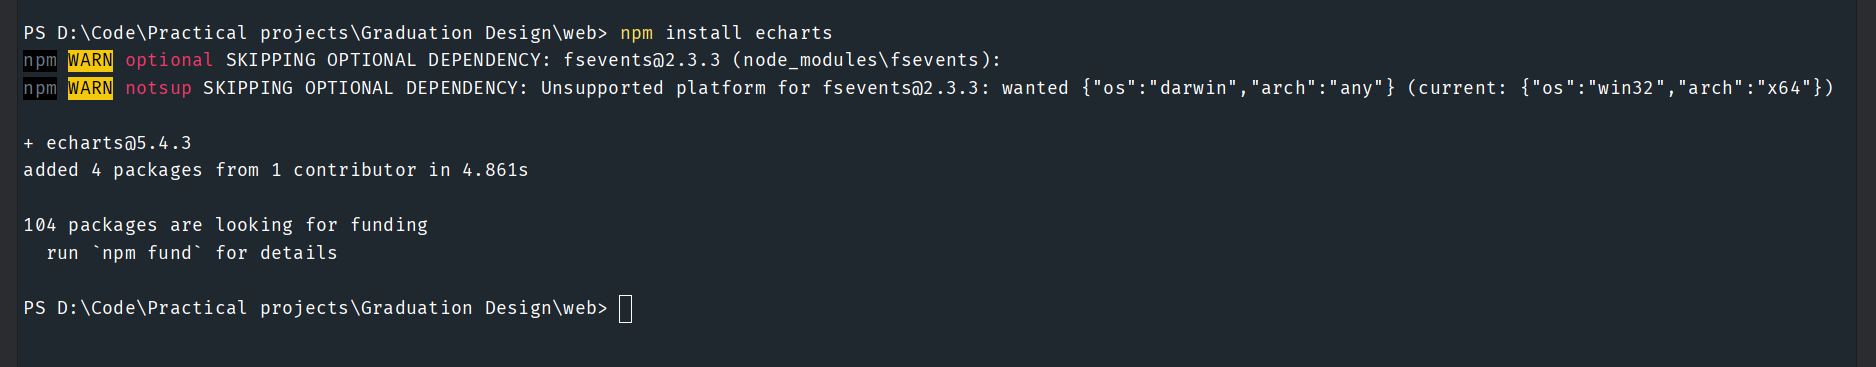 PS D:\Code\Practical projects\Graduation Design\web> npm install echarts
npm WARN optional SKIPPING OPTIONAL DEPENDENCY: fsevents@2.3.3 (node_modules\fsevents):
npm WARN notsup SKIPPING OPTIONAL DEPENDENCY: Unsupported platform for fsevents@2.3.3: wanted {"os":"darwin","arch":"any"} (current: {"os":"win32","arch":"x64"})
+ echarts@5.4.3
added 4 packages from 1 contributor in 4.861s
104 packages are looking for funding
  run `npm fund` for details
PS D:\Code\Practical projects\Graduation Design\web>